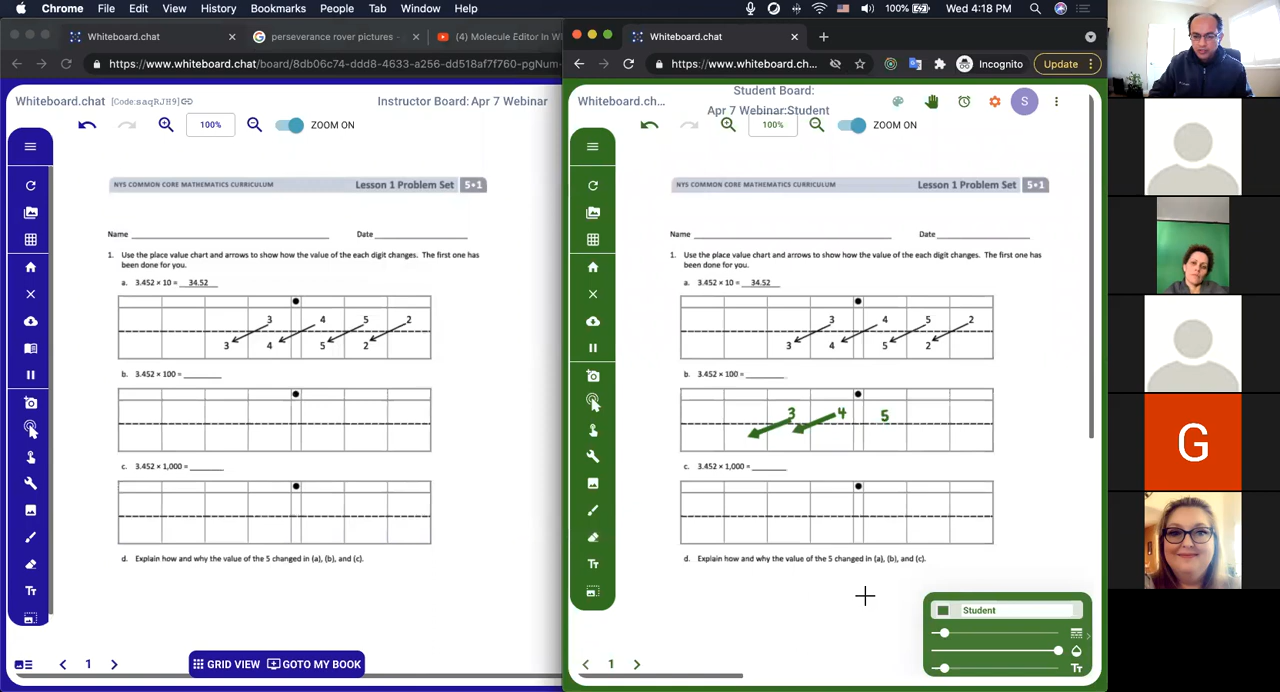 Chrome File Edit View History Bookmarks People Tab Window Help 100% Wed 4:18 PM
Whiteboard.chat perseverance rover pictures - (4) Molecule Editor In Wi
https://www.whiteboard.chat/board/8db06c74-ddd8-4633-a256-dd518af7f760-pgNum-
Whiteboard.chat [Code:saqRJH9] Instructor Board: Apr 7 Webinar
100% ZOOM ON
NYS COMMON CORE MATHEMATICS CURRICULUM Lesson 1 Problem Set 5•1
Name Date
1. Use the place value chart and arrows to show how the value of the each digit changes. The first one has
been done for you.
a. 3.452 × 10 = 34.52
3 4 5 2
3 4 5 2
b. 3.452 × 100 =
c. 3.452 × 1,000 =
d. Explain how and why the value of the 5 changed in (a), (b), and (c).
1 GRID VIEW GOTO MY BOOK
Whiteboard.chat
https://www.whiteboard.ch... Incognito Update
Whiteboard.ch... Student Board:
Apr 7 Webinar:Student S
100% ZOOM ON
NYS COMMON CORE MATHEMATICS CURRICULUM Lesson 1 Problem Set 5•1
Name Date
1. Use the place value chart and arrows to show how the value of the each digit changes. The first one has
been done for you.
a. 3.452 × 10 = 34.52
3 4 5 2
3 4 5 2
b. 3.452 × 100 =
3 4 5
c. 3.452 × 1,000 =
d. Explain how and why the value of the 5 changed in (a), (b), and (c).
Student
Tt
1
G